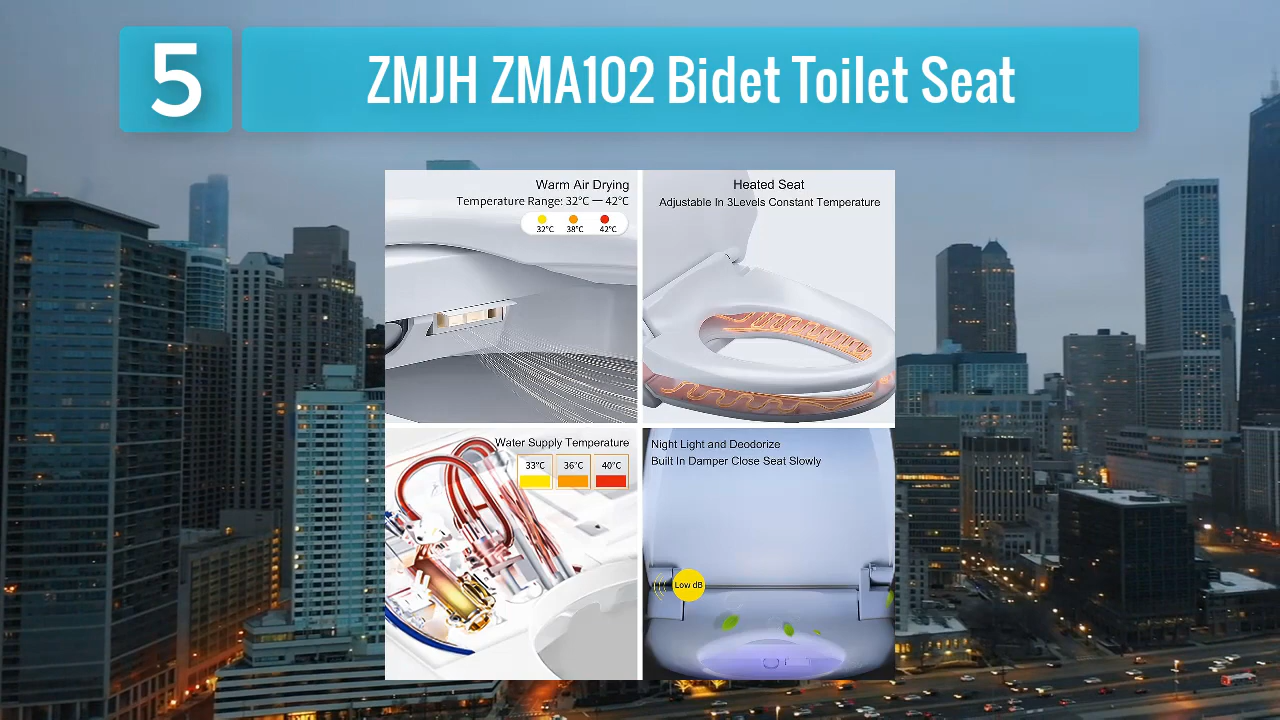 5
ZMJH ZMA102 Bidet Toilet Seat
Warm Air Drying
Temperature Range: 32°C — 42°C
32°C 38°C 42°C
Heated Seat
Adjustable In 3Levels Constant Temperature
Water Supply Temperature
33°C 36°C 40°C
Night Light and Deodorize
Built In Damper Close Seat Slowly
Low dB